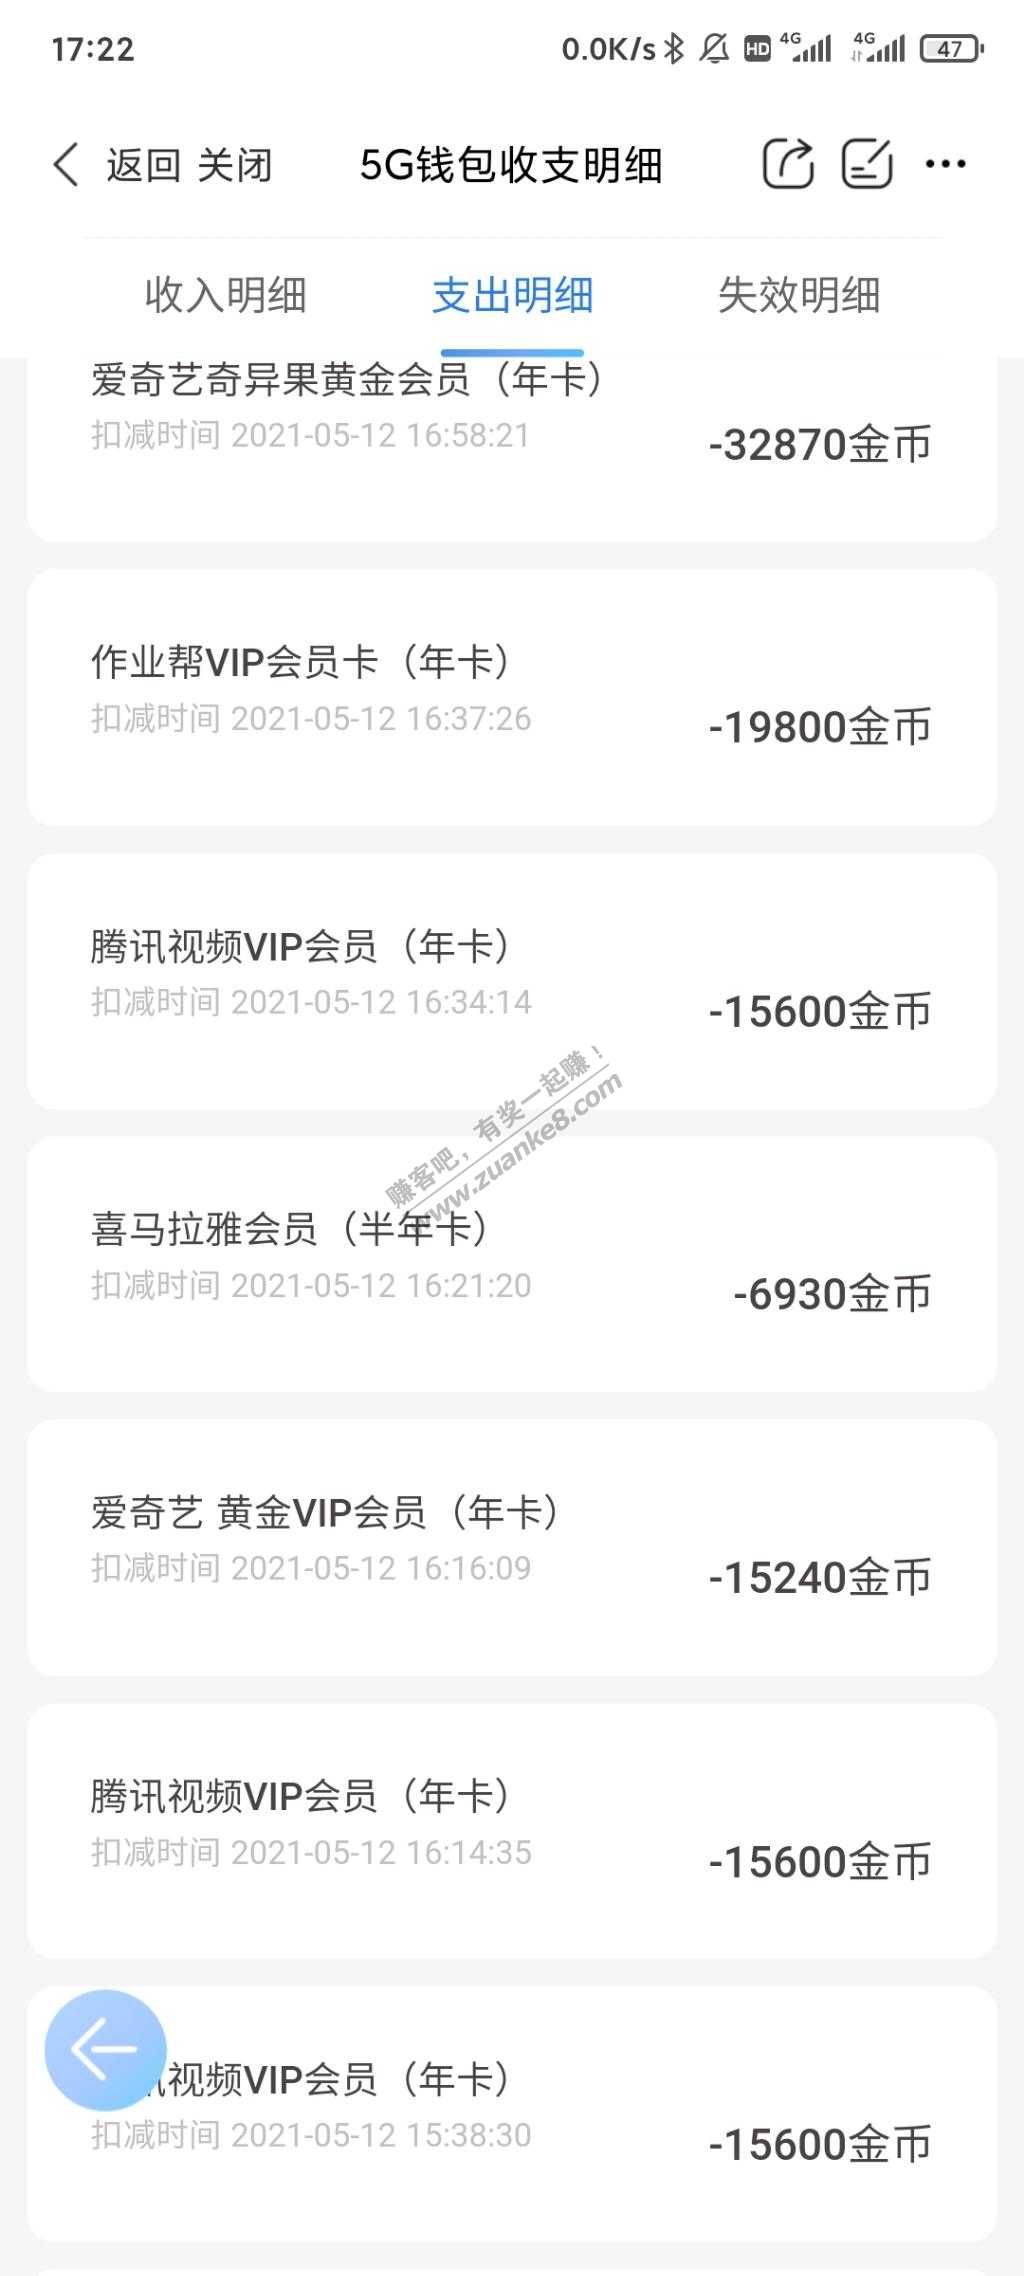 17:22 0.0K/s HD 4G 4G 47
返回 关闭 5G钱包收支明细
收入明细 支出明细 失效明细
爱奇艺奇异果黄金会员（年卡）
扣减时间 2021-05-12 16:58:21
-32870金币
作业帮VIP会员卡（年卡）
扣减时间 2021-05-12 16:37:26
-19800金币
腾讯视频VIP会员（年卡）
扣减时间 2021-05-12 16:34:14
-15600金币
赚客吧，有奖一起赚！
www.zuanke8.com
喜马拉雅会员（半年卡）
扣减时间 2021-05-12 16:21:20
-6930金币
爱奇艺 黄金VIP会员（年卡）
扣减时间 2021-05-12 16:16:09
-15240金币
腾讯视频VIP会员（年卡）
扣减时间 2021-05-12 16:14:35
-15600金币
视频VIP会员（年卡）
扣减时间 2021-05-12 15:38:30
-15600金币